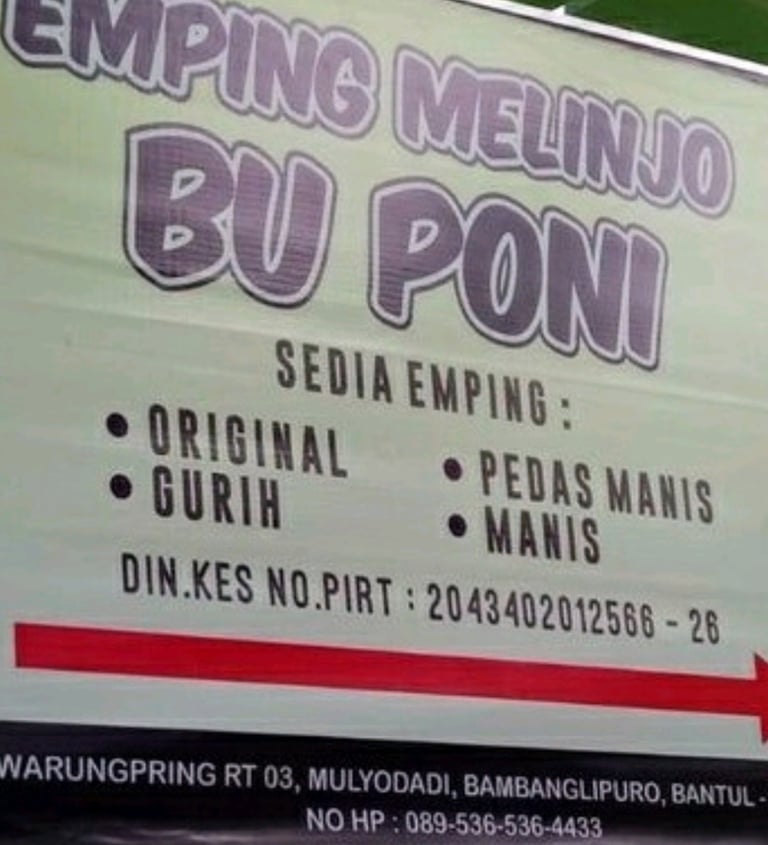 EMPING MELINJO
BU PONI
SEDIA EMPING :
• ORIGINAL
• GURIH
• PEDAS MANIS
• MANIS
DIN.KES NO.PIRT : 2043402012566 - 26
WARUNGPRING RT 03, MULYODADI, BAMBANGLIPURO, BANTUL -
NO HP : 089-536-536-4433